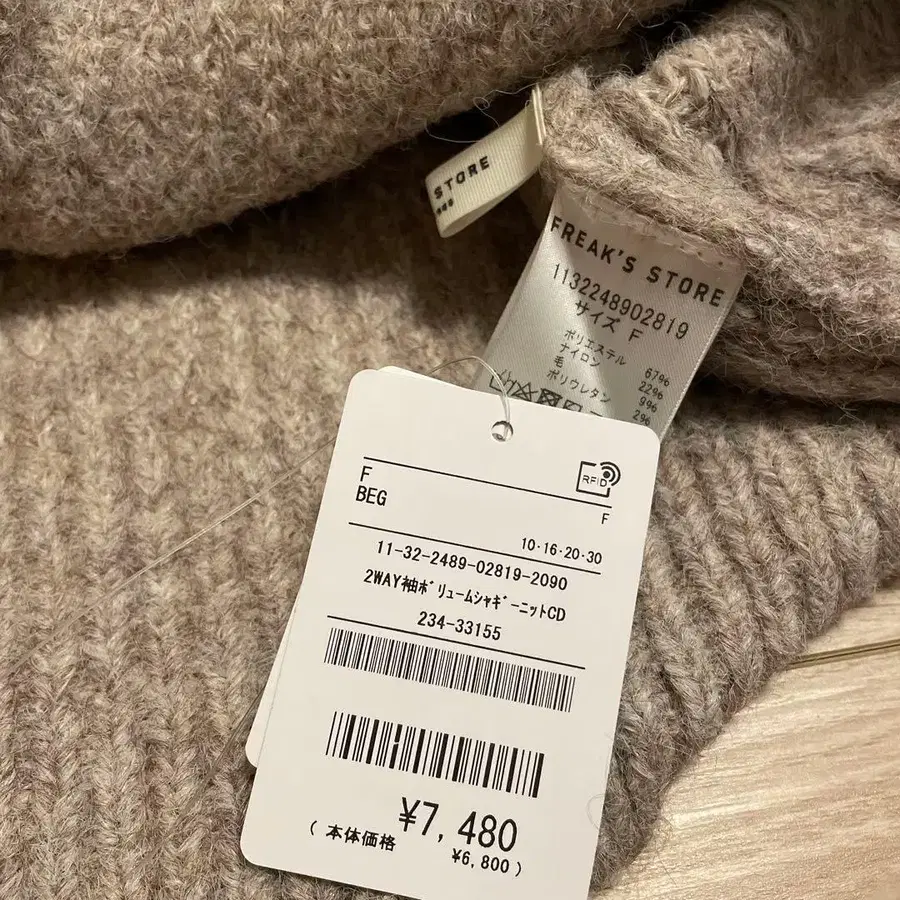 STORE
FREAK'S STORE
1132248902819
サイズ F
ポリエステル 67%
ナイロン 22%
毛 9%
ポリウレタン 2%
RFID
F
BEG
F
10・16・20・30
11-32-2489-02819-2090
2WAY袖ボリュームシャギーニットCD
234-33155
¥7,480
(本体価格 ¥6,800)